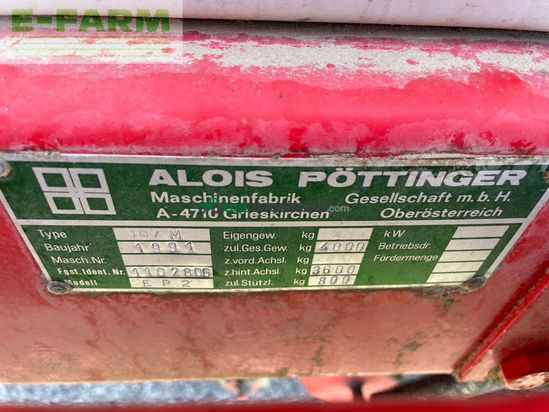 E-FARM
ALOIS PÖTTINGER
Maschinenfabrik Gesellschaft m.b.H.
A-4710 Grieskirchen Oberösterreich
Type 107 M Eigengew. kg kW
Baujahr 1991 zul.Ges.Gew. kg 4000 Betriebsdr.
Masch.Nr. z.vord.Achsl. kg Fördermenge
Fgst.Ident.Nr. 1107806 z.hint.Achsl. kg 3600
Modell EP2 zul.Stützl. kg 800